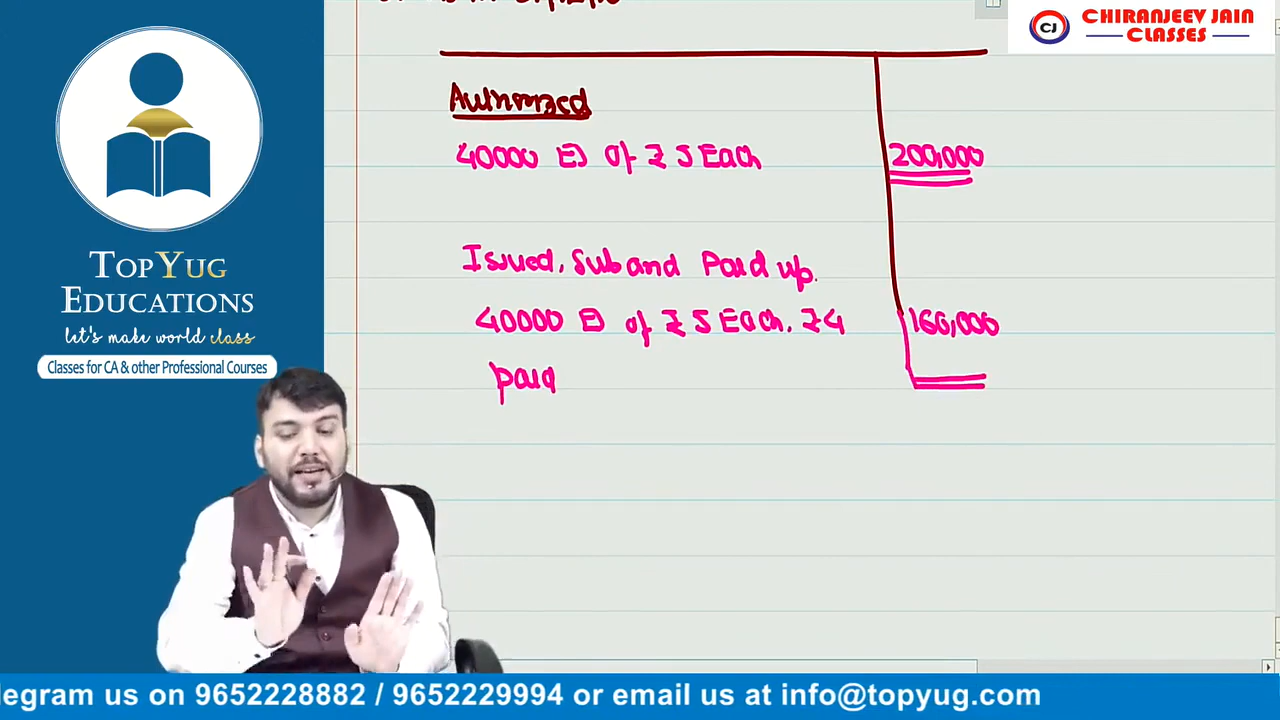 CHIRANJEEV JAIN
CLASSES
CJ
Authorized
40000 ES of ₹ 5 Each 200,000
Issued, Sub and Paid up.
40000 ES of ₹ 5 Each. ₹4 160,000
paid
TOPYUG
EDUCATIONS
let's make world class
Classes for CA & other Professional Courses
legram us on 9652228882 / 9652229994 or email us at info@topyug.com